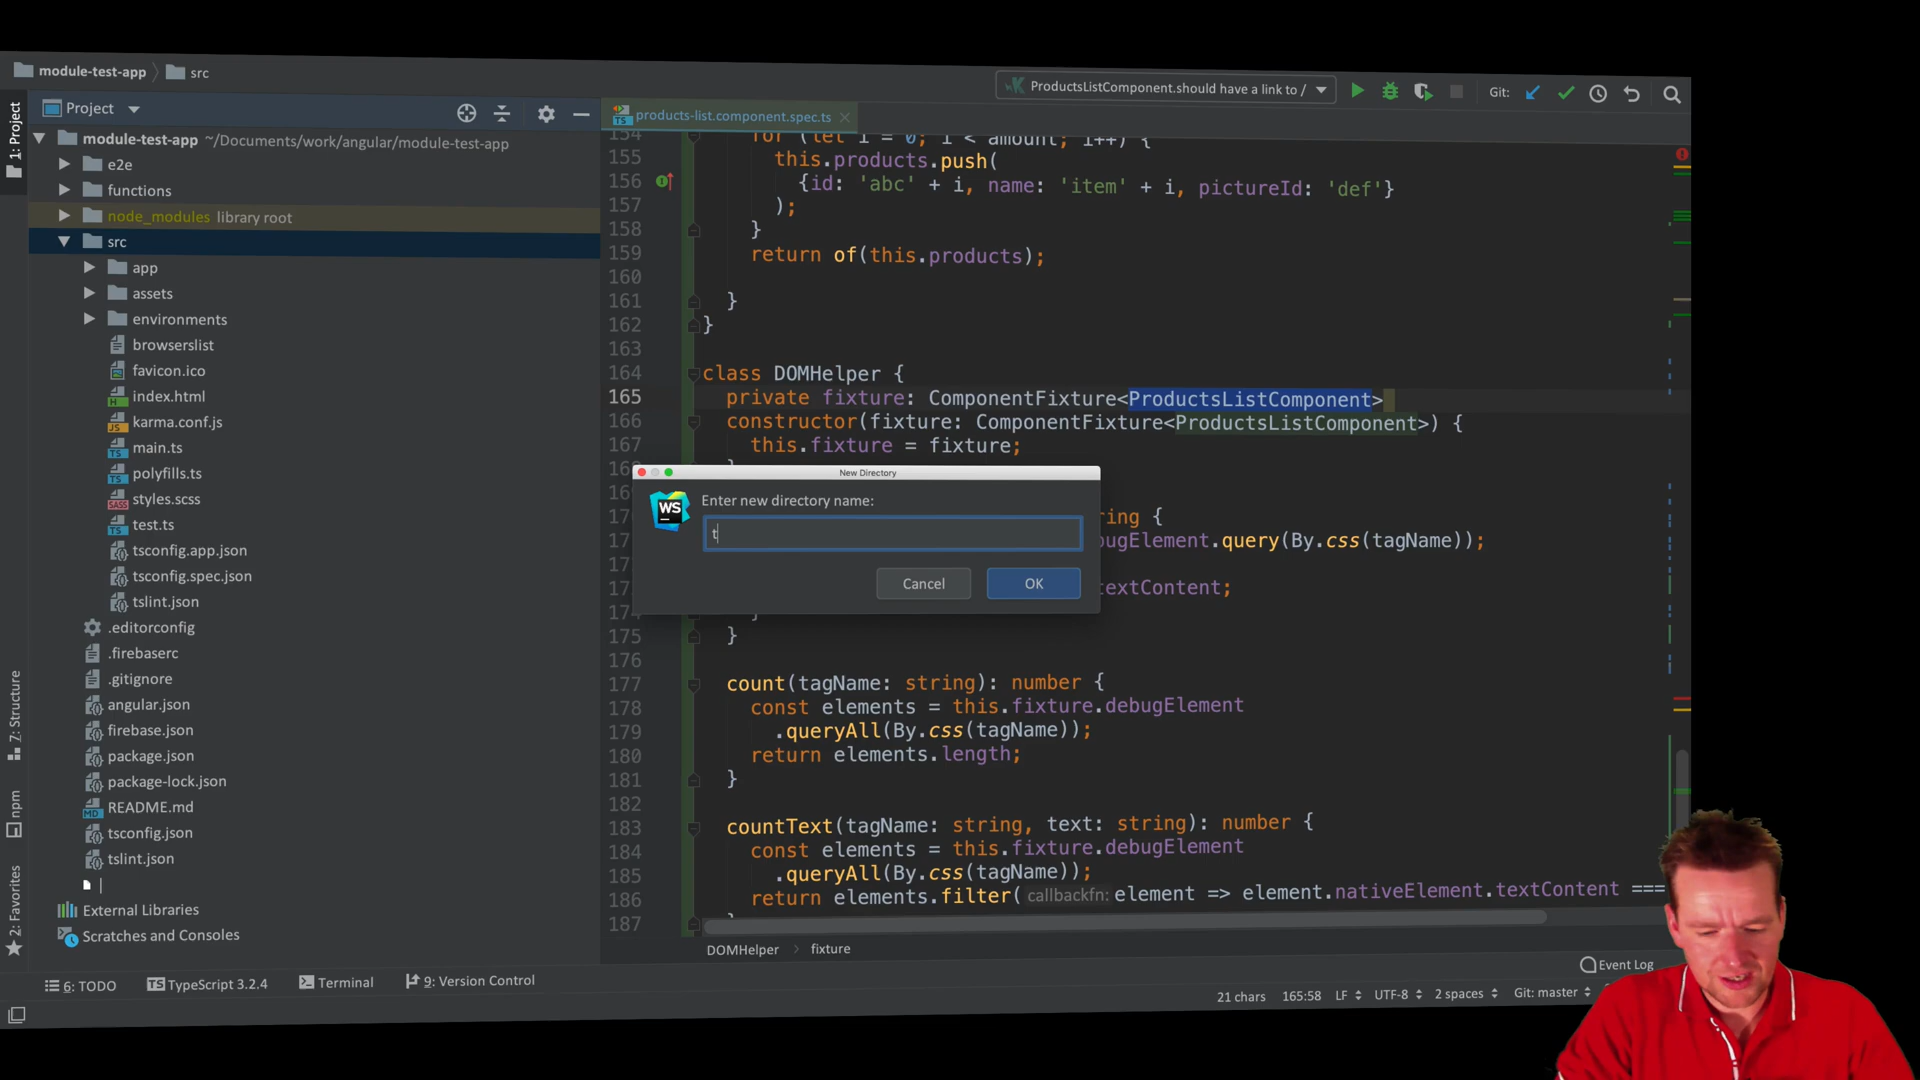 module-test-app
src
ProductsListComponent.should have a link to /
Git:
1: Project
Project
products-list.component.spec.ts
module-test-app ~/Documents/work/angular/module-test-app
e2e
functions
node_modules library root
src
app
assets
environments
browserslist
favicon.ico
index.html
karma.conf.js
main.ts
polyfills.ts
styles.scss
test.ts
tsconfig.app.json
tsconfig.spec.json
tslint.json
.editorconfig
.firebaserc
.gitignore
angular.json
firebase.json
package.json
package-lock.json
README.md
tsconfig.json
tslint.json
External Libraries
Scratches and Consoles
7: Structure
npm
2: Favorites
154 for (let i = 0; i < amount; i++) {
155 this.products.push(
156 {id: 'abc' + i, name: 'item' + i, pictureId: 'def'}
157 );
158 }
159 return of(this.products);
160
161 }
162 }
163
164 class DOMHelper {
165 private fixture: ComponentFixture<ProductsListComponent>
166 constructor(fixture: ComponentFixture<ProductsListComponent>) {
167 this.fixture = fixture;
New Directory
WS
Enter new directory name:
t
Cancel
OK
ring {
bugElement.query(By.css(tagName));
extContent;
175 }
176
177 count(tagName: string): number {
178 const elements = this.fixture.debugElement
179 .queryAll(By.css(tagName));
180 return elements.length;
181 }
182
183 countText(tagName: string, text: string): number {
184 const elements = this.fixture.debugElement
185 .queryAll(By.css(tagName));
186 return elements.filter( callbackfn: element => element.nativeElement.textContent ===
187
DOMHelper
fixture
6: TODO
TypeScript 3.2.4
Terminal
9: Version Control
Event Log
21 chars
165:58
LF
UTF-8
2 spaces
Git: master